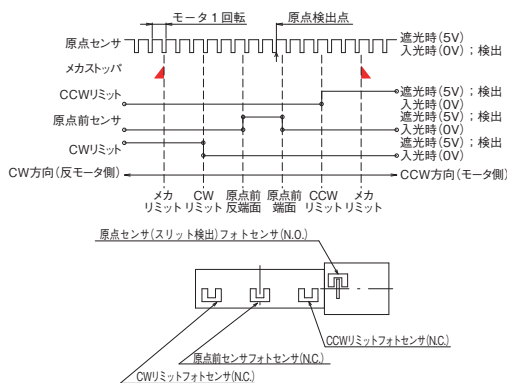 モータ1回転
原点検出点
原点センサ
遮光時(5V)
入光時(0V);検出
メカストッパ
CCWリミット
遮光時(5V);検出
入光時(0V)
原点前センサ
遮光時(5V);検出
入光時(0V)
CWリミット
遮光時(5V);検出
入光時(0V)
CW方向(反モータ側)
CCW方向(モータ側)
メカ
リミット
CW
リミット
原点前
反端面
原点前
端面
CCW
リミット
メカ
リミット
原点センサ(スリット検出)フォトセンサ(N.O.)
CCWリミットフォトセンサ(N.C.)
原点前センサフォトセンサ(N.C.)
CWリミットフォトセンサ(N.C.)